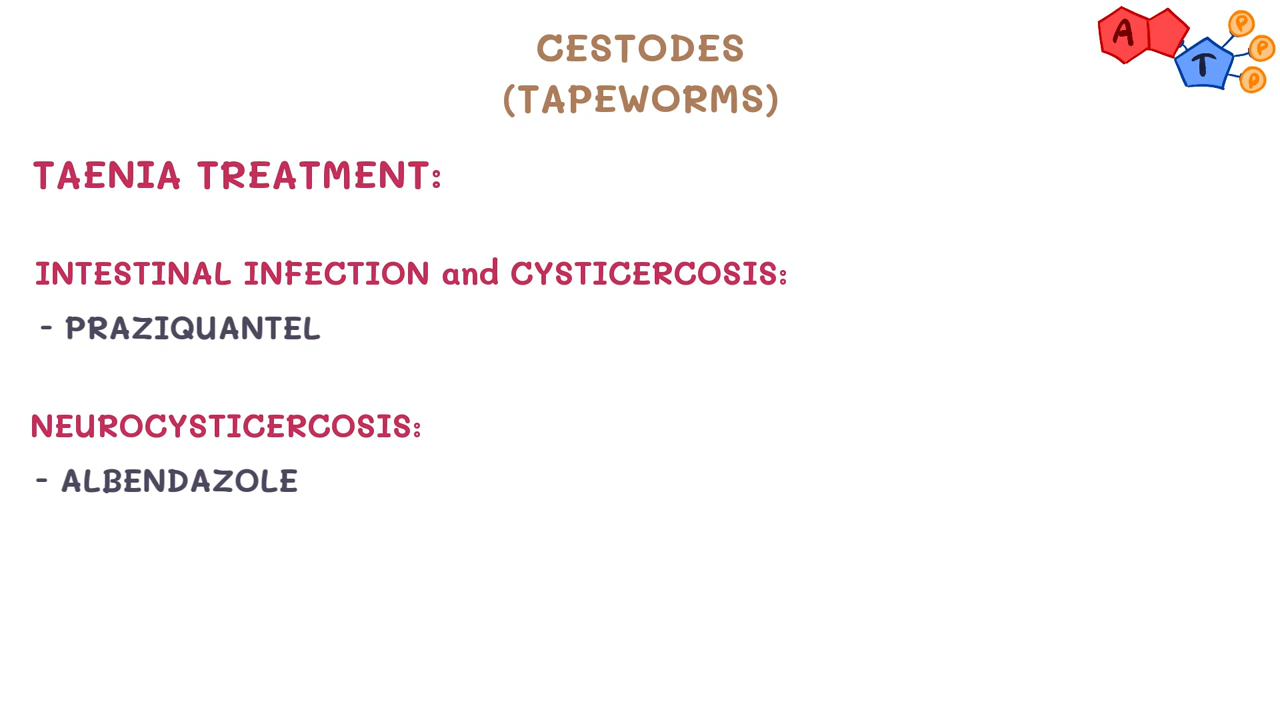 CESTODES
(TAPEWORMS)
A
T
P
P
P
TAENIA TREATMENT:
INTESTINAL INFECTION and CYSTICERCOSIS:
- PRAZIQUANTEL
NEUROCYSTICERCOSIS:
- ALBENDAZOLE